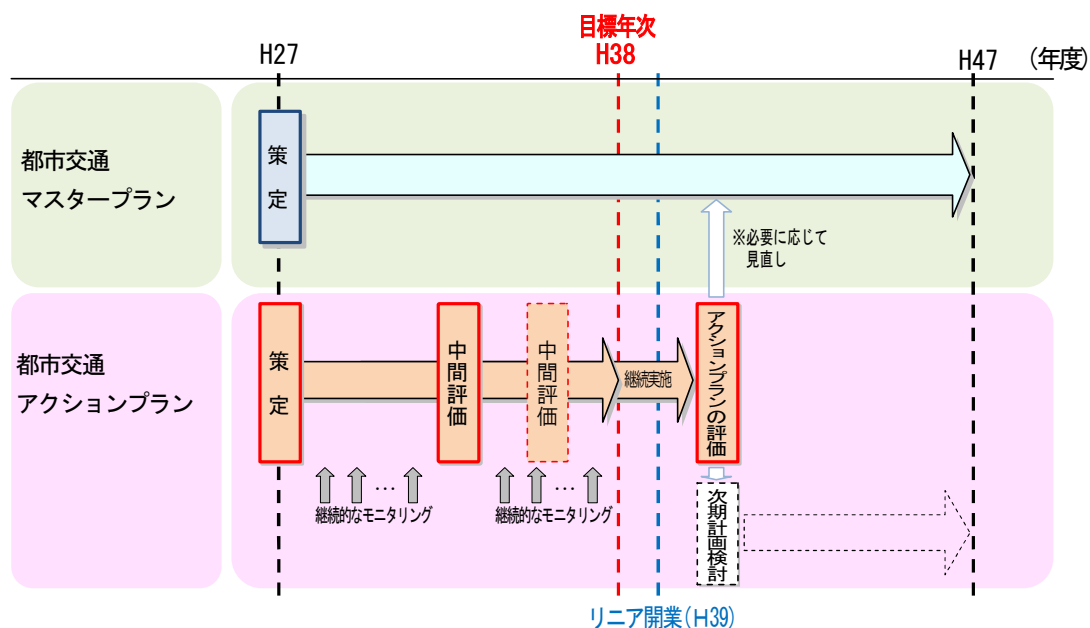 目標年次
H27
H38
H47
(年度)
都市交通
マスタープラン
策定
※必要に応じて
見直し
都市交通
アクションプラン
策定
中間評価
中間評価
継続実施
アクションプランの評価
…
継続的なモニタリング
…
継続的なモニタリング
次期計画検討
リニア開業(H39)